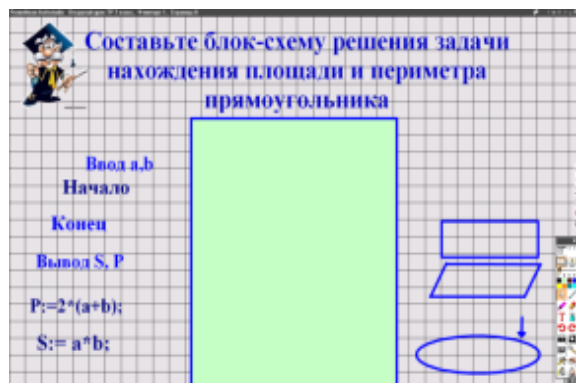 Составьте блок-схему решения задачи
нахождения площади и периметра
прямоугольника
Ввод a,b
Начало
Конец
Вывод S, P
P:=2*(a+b);
S:= a*b;